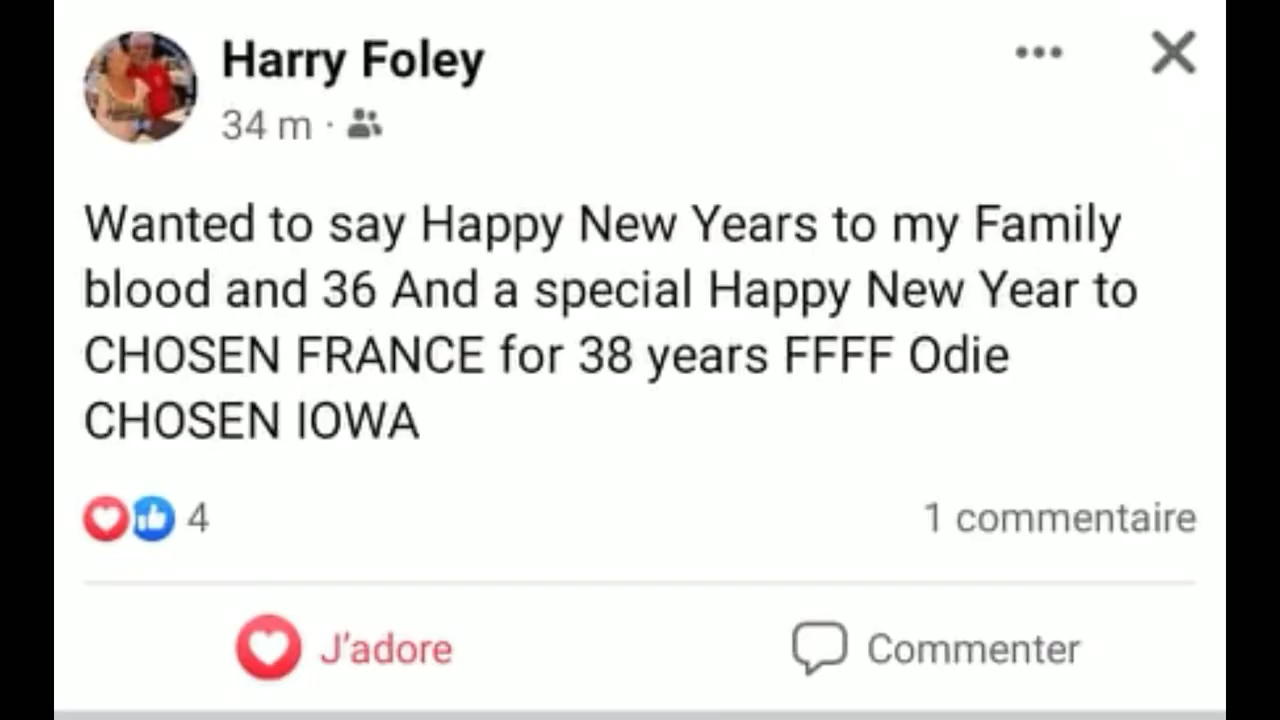 Harry Foley
34 m ·
Wanted to say Happy New Years to my Family
blood and 36 And a special Happy New Year to
CHOSEN FRANCE for 38 years FFFF Odie
CHOSEN IOWA
4
1 commentaire
J'adore
Commenter